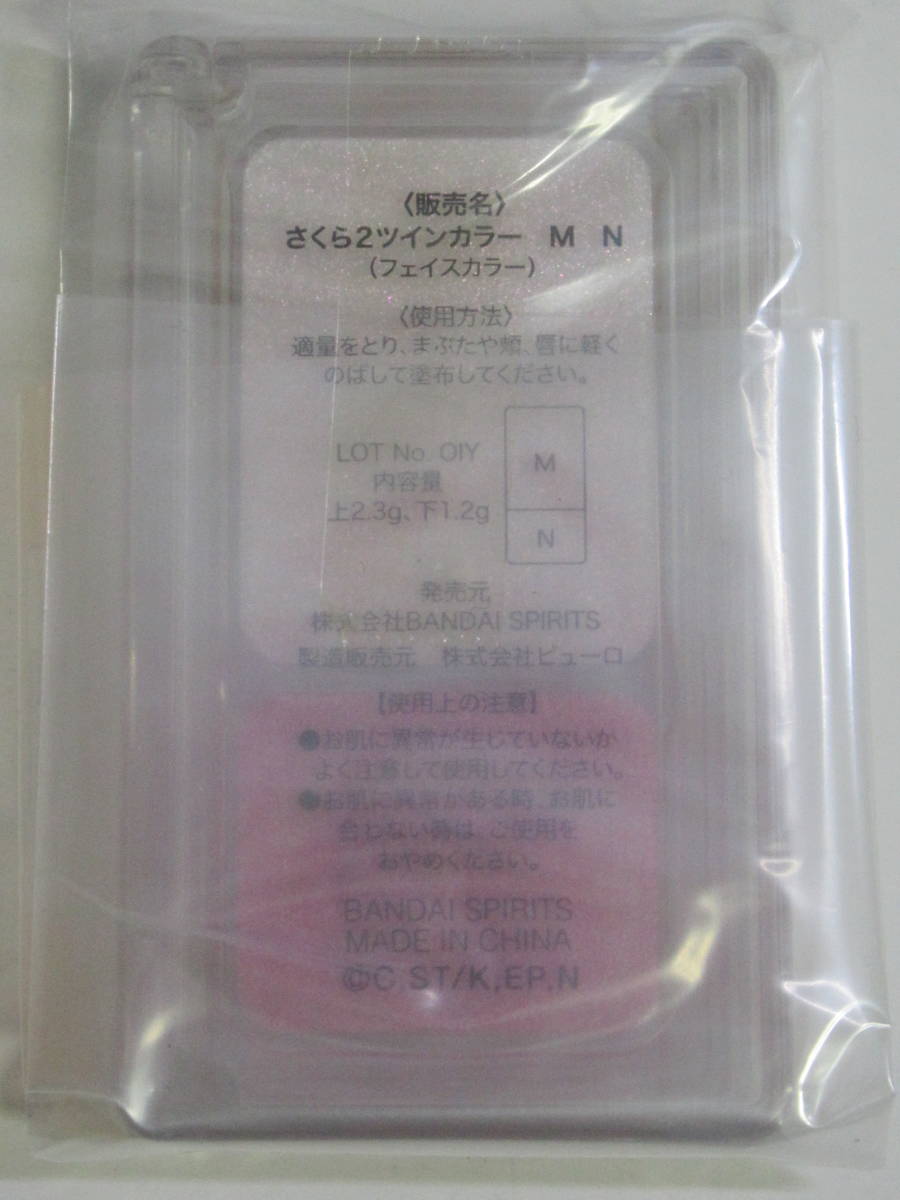 〈販売名〉
さくら2ツインカラー M N
(フェイスカラー)
〈使用方法〉
適量をとり、まぶたや頬、唇に軽く
のばして塗布してください。
LOT No. OIY
内容量
上2.3g、下1.2g
M
N
発売元
株式会社BANDAI SPIRITS
製造販売元 株式会社ピューロ
【使用上の注意】
●お肌に異常が生じていないか
よく注意して使用してください。
●お肌に異常がある時、お肌に
合わない時は、ご使用を
おやめください。
BANDAI SPIRITS
MADE IN CHINA
©C,ST/K,EP,N